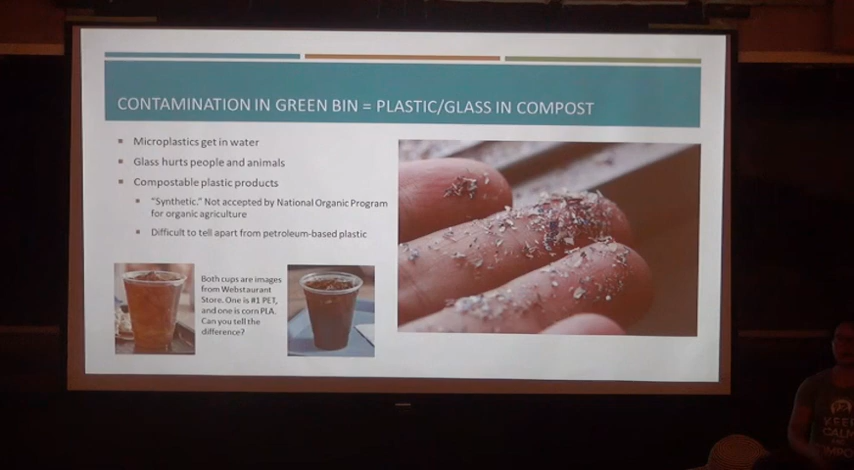 CONTAMINATION IN GREEN BIN = PLASTIC/GLASS IN COMPOST
Microplastics get in water
Glass hurts people and animals
Compostable plastic products
"Synthetic." Not accepted by National Organic Program
for organic agriculture
Difficult to tell apart from petroleum-based plastic
Both cups are images
from Webstaurant
Store. One is #1 PET,
and one is corn PLA.
Can you tell the
difference?
KEEP
CALM